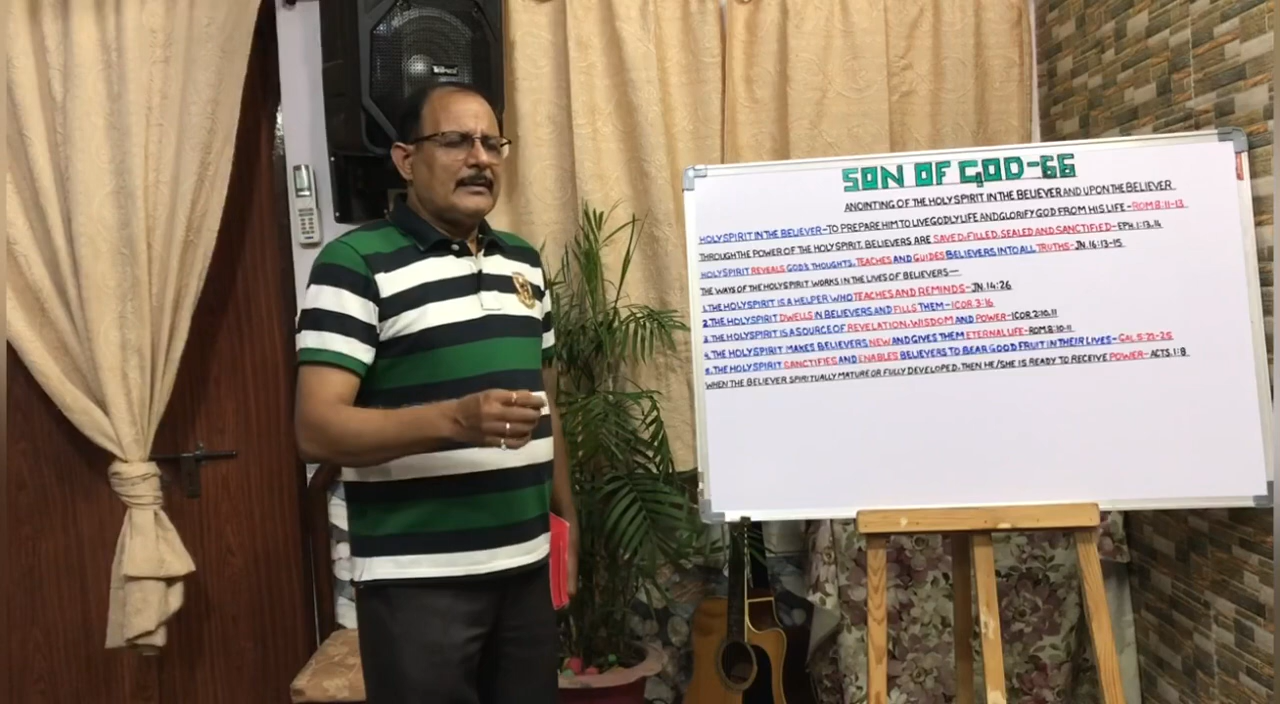 SON OF GOD-66
ANOINTING OF THE HOLY SPIRIT IN THE BELIEVER AND UPON THE BELIEVER
HOLY SPIRIT IN THE BELIEVER-TO PREPARE HIM TO LIVE GODLY LIFE AND GLORIFY GOD FROM HIS LIFE-ROM.8:11-13
THROUGH THE POWER OF THE HOLY SPIRIT, BELIEVERS ARE SAVED, FILLED, SEALED AND SANCTIFIED-EPH.1:13,14
HOLY SPIRIT REVEALS GOD'S THOUGHTS, TEACHES AND GUIDES BELIEVERS INTO ALL TRUTHS-JN.16:13-15
THE WAYS OF THE HOLY SPIRIT WORKS IN THE LIVES OF BELIEVERS—
1. THE HOLY SPIRIT IS A HELPER WHO TEACHES AND REMINDS-JN.14:26
2. THE HOLY SPIRIT DWELLS IN BELIEVERS AND FILLS THEM-1COR.3:16
3. THE HOLY SPIRIT IS A SOURCE OF REVELATION, WISDOM AND POWER-1COR.2:10,11
4. THE HOLY SPIRIT MAKES BELIEVERS NEW AND GIVES THEM ETERNAL LIFE-ROM.8:10-11
5. THE HOLY SPIRIT SANCTIFIES AND ENABLES BELIEVERS TO BEAR GOOD FRUIT IN THEIR LIVES-GAL.5:22-25
WHEN THE BELIEVER SPIRITUALLY MATURE OR FULLY DEVELOPED, THEN HE/SHE IS READY TO RECEIVE POWER-ACTS.1:8